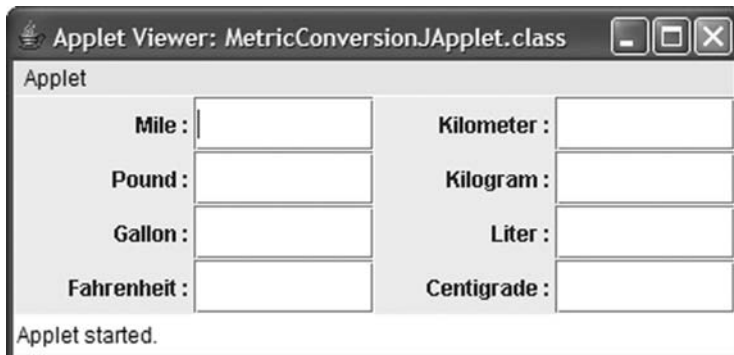 Applet Viewer: MetricConversionJApplet.class
Applet
Mile : Kilometer :
Pound : Kilogram :
Gallon : Liter :
Fahrenheit : Centigrade :
Applet started.